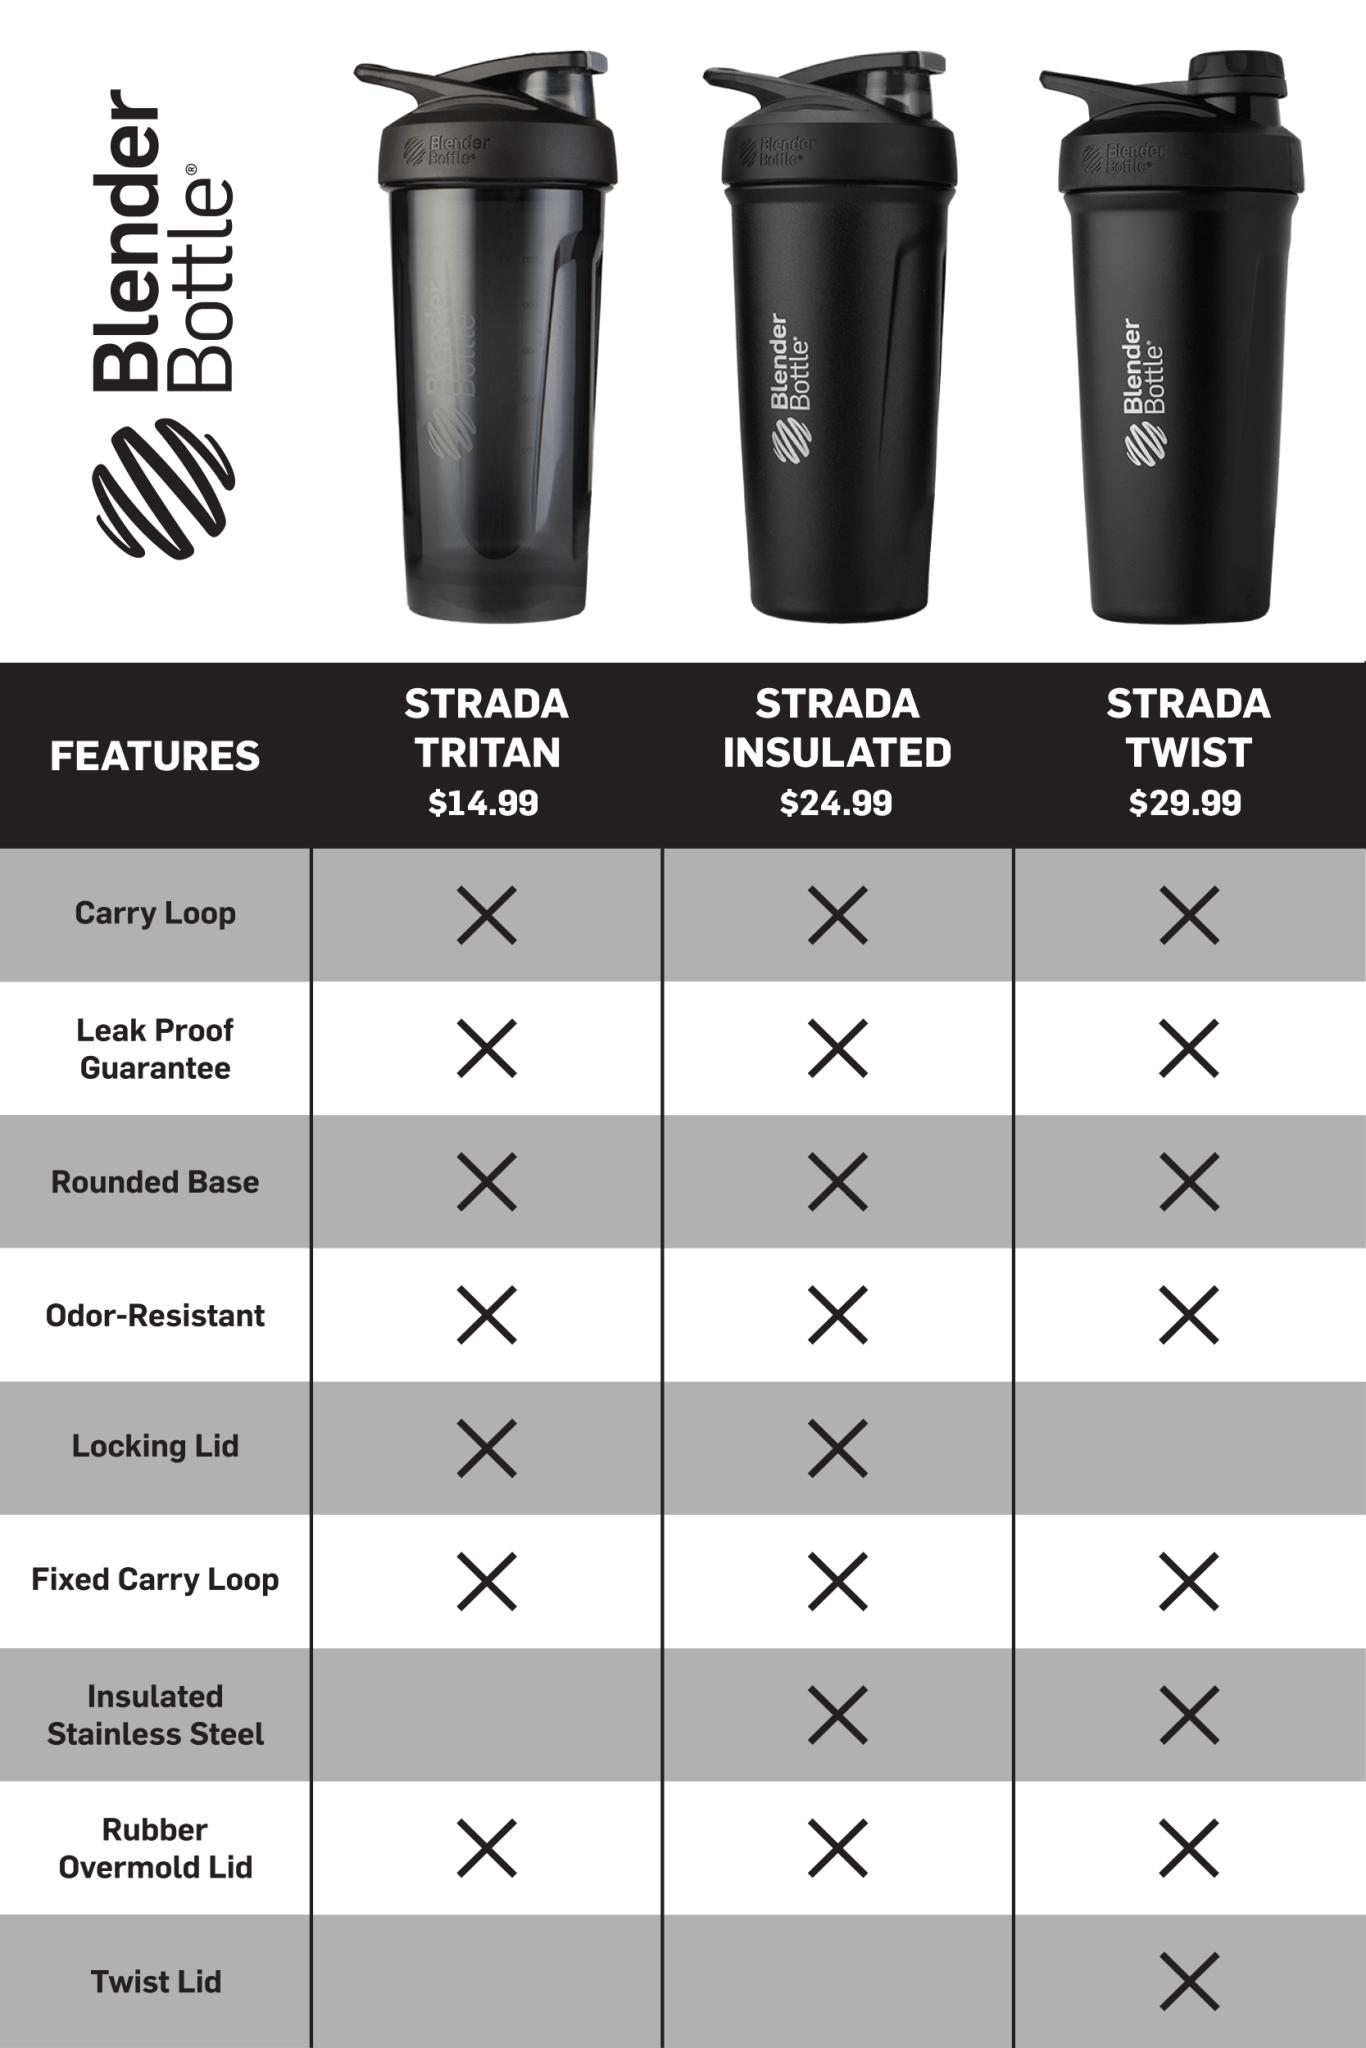 Blender
Bottle®
Blender
Bottle®
Blender
Bottle®
Blender
Bottle®
Blender
Bottle
Blender
Bottle®
Blender
Bottle®
FEATURES
STRADA
TRITAN
$14.99
STRADA
INSULATED
$24.99
STRADA
TWIST
$29.99
Carry Loop
Leak Proof
Guarantee
Rounded Base
Odor-Resistant
Locking Lid
Fixed Carry Loop
Insulated
Stainless Steel
Rubber
Overmold Lid
Twist Lid